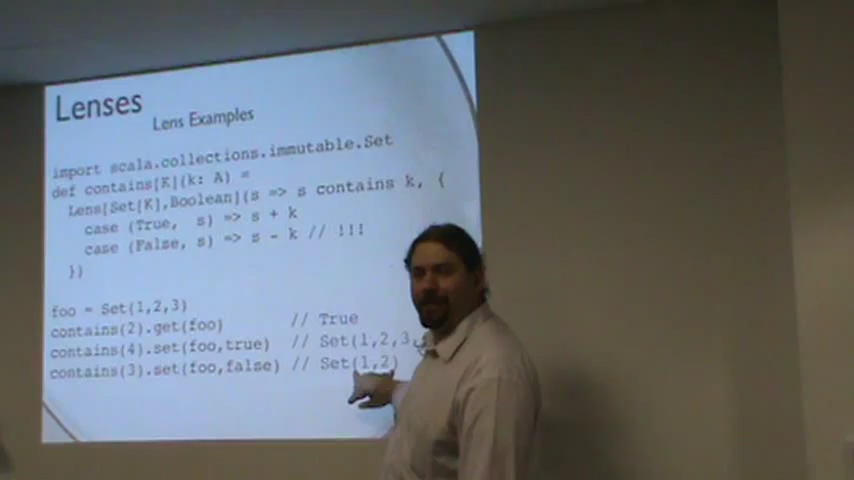 Lenses
Lens Examples
import scala.collections.immutable.Set
def contains[K](k: A) =
Lens[Set[K],Boolean](s => s contains k, {
case (True, s) => s + k
case (False, s) => s - k // !!!
})
foo = Set(1,2,3)
contains(2).get(foo) // True
contains(4).set(foo,true) // Set(1,2,3,
contains(3).set(foo,false) // Set(1,2)